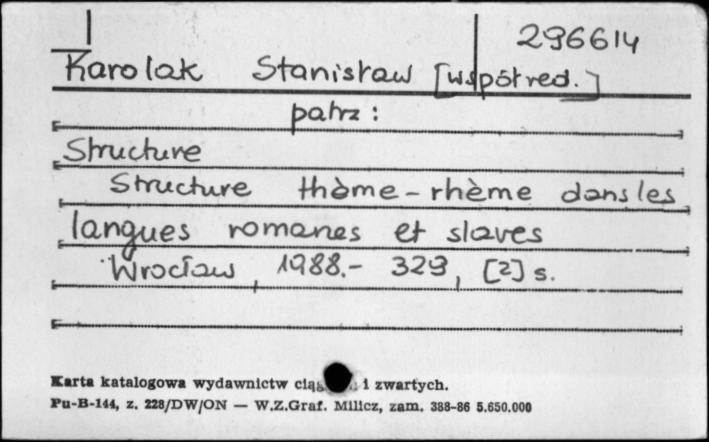 296614
Karolak Stanisław [współred.]
patrz:
Structure
Structure thème-rhème dans les
langues romanes et slaves
Wrocław, 1988.- 329, [2] s.
Karta katalogowa wydawnictw i zwartych.
Pu-B-144, z. 228/DW/ON — W.Z.Graf. Milicz, zam. 388-86 5.650.000